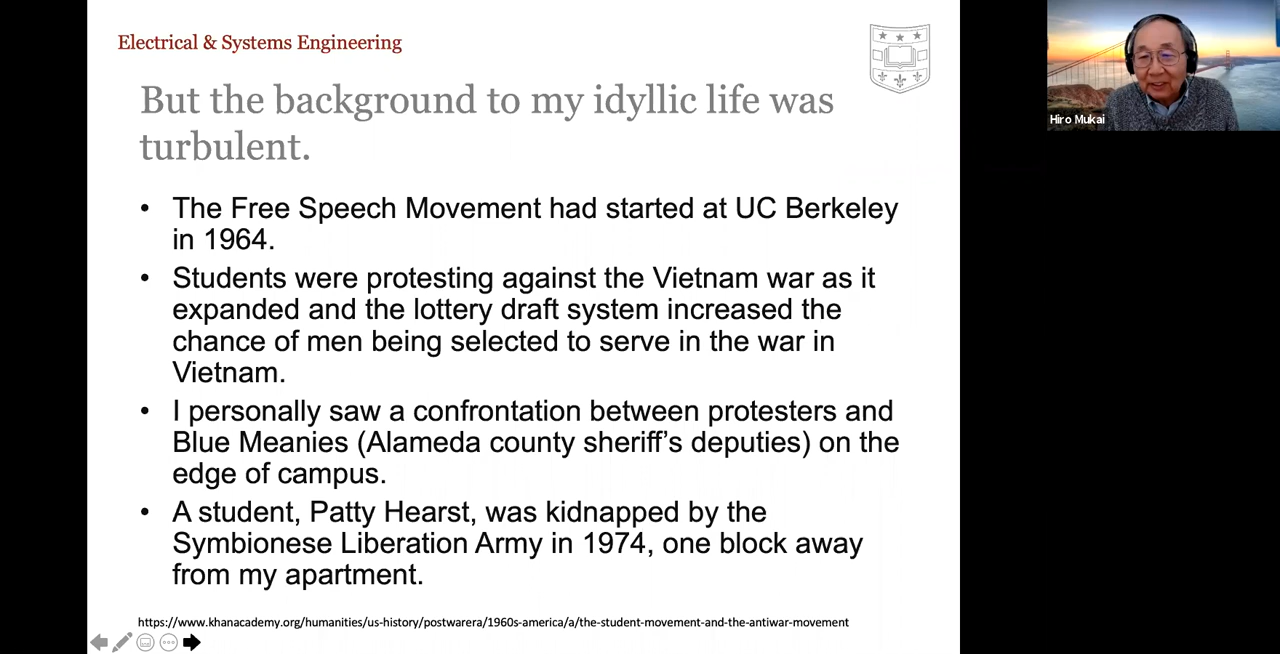 Electrical & Systems Engineering
But the background to my idyllic life was
turbulent.
• The Free Speech Movement had started at UC Berkeley
in 1964.
• Students were protesting against the Vietnam war as it
expanded and the lottery draft system increased the
chance of men being selected to serve in the war in
Vietnam.
• I personally saw a confrontation between protesters and
Blue Meanies (Alameda county sheriff’s deputies) on the
edge of campus.
• A student, Patty Hearst, was kidnapped by the
Symbionese Liberation Army in 1974, one block away
from my apartment.
https://www.khanacademy.org/humanities/us-history/postwarera/1960s-america/a/the-student-movement-and-the-antiwar-movement
Hiro Mukai